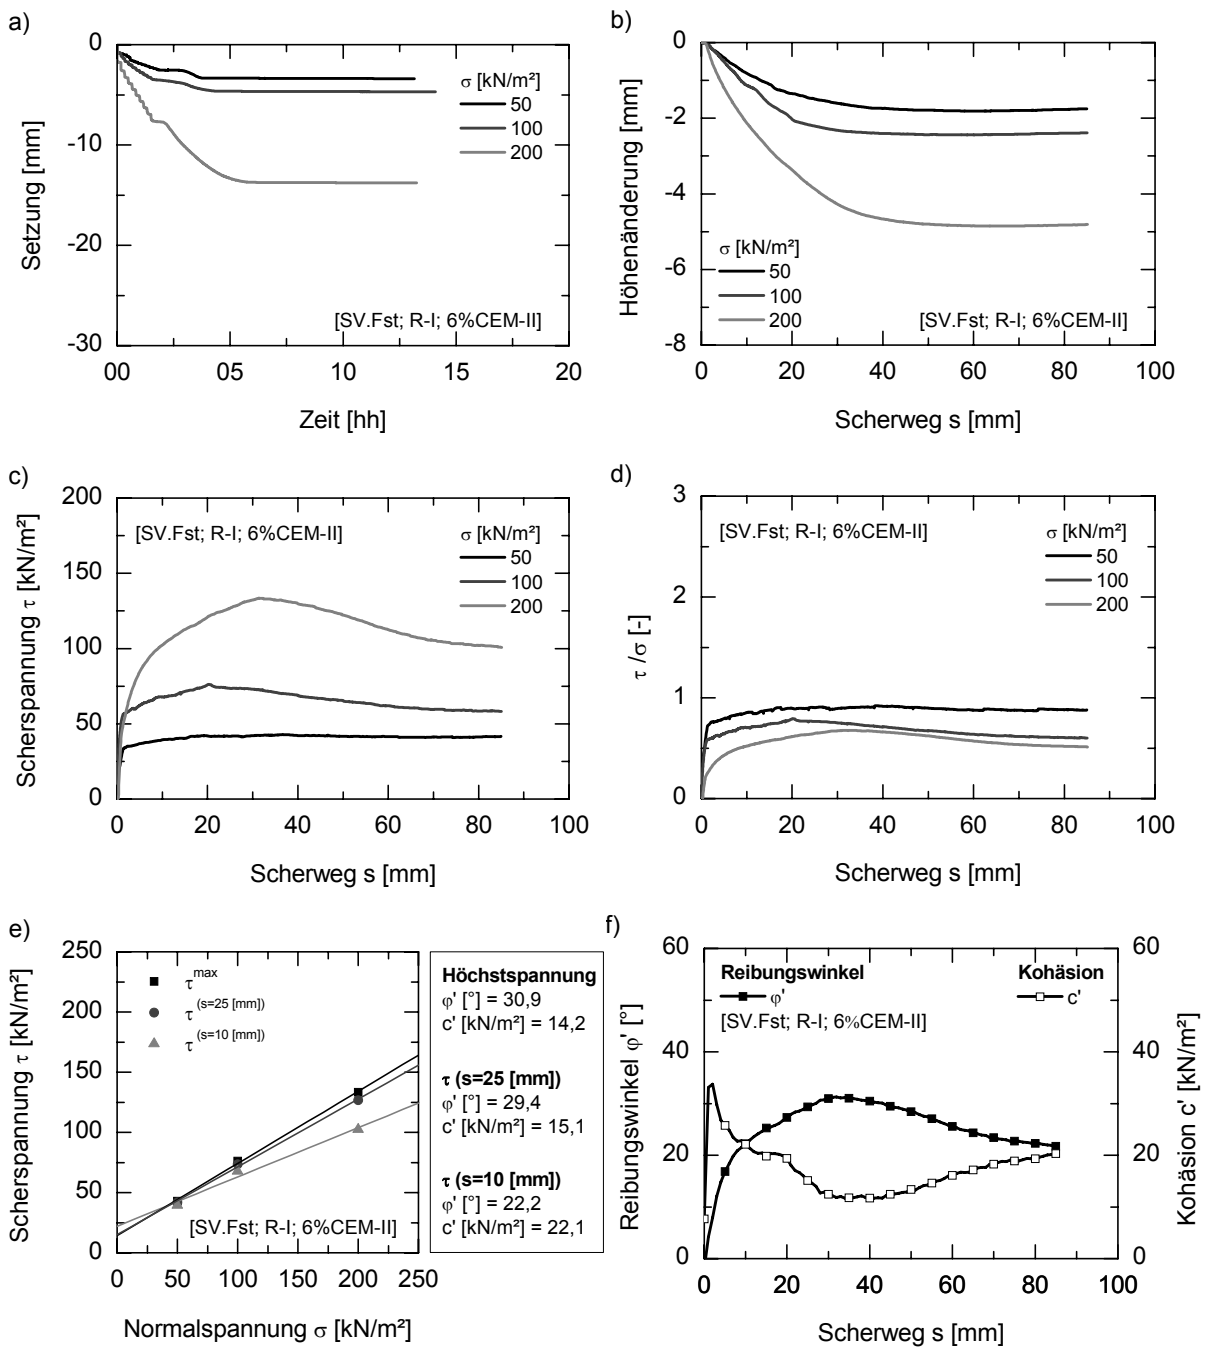 a)
0
-10
-20
-30
Setzung [mm]
σ [kN/m²]
50
100
200
[SV.Fst; R-I; 6%CEM-II]
00 05 10 15 20
Zeit [hh]
b)
0
-2
-4
-6
-8
Höhenänderung [mm]
σ [kN/m²]
50
100
200
[SV.Fst; R-I; 6%CEM-II]
0 20 40 60 80 100
Scherweg s [mm]
c)
200
150
100
50
0
Scherspannung τ [kN/m²]
[SV.Fst; R-I; 6%CEM-II]
σ [kN/m²]
50
100
200
0 20 40 60 80 100
Scherweg s [mm]
d)
3
2
1
0
τ /σ [-]
[SV.Fst; R-I; 6%CEM-II]
σ [kN/m²]
50
100
200
0 20 40 60 80 100
Scherweg s [mm]
e)
250
200
150
100
50
0
Scherspannung τ [kN/m²]
τ^max
τ^(s=25 [mm])
τ^(s=10 [mm])
[SV.Fst; R-I; 6%CEM-II]
0 50 100 150 200 250
Normalspannung σ [kN/m²]
Höchstspannung
φ' [°] = 30,9
c' [kN/m²] = 14,2
τ (s=25 [mm])
φ' [°] = 29,4
c' [kN/m²] = 15,1
τ (s=10 [mm])
φ' [°] = 22,2
c' [kN/m²] = 22,1
f)
60
40
20
0
Reibungswinkel φ' [°]
Reibungswinkel
φ'
[SV.Fst; R-I; 6%CEM-II]
Kohäsion
c'
60
40
20
0
Kohäsion c' [kN/m²]
0 20 40 60 80 100
Scherweg s [mm]